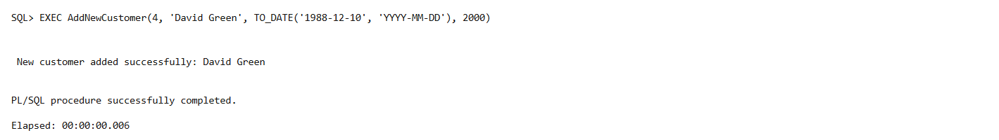 SQL> EXEC AddNewCustomer(4, 'David Green', TO_DATE('1988-12-10', 'YYYY-MM-DD'), 2000)
New customer added successfully: David Green
PL/SQL procedure successfully completed.
Elapsed: 00:00:00.006